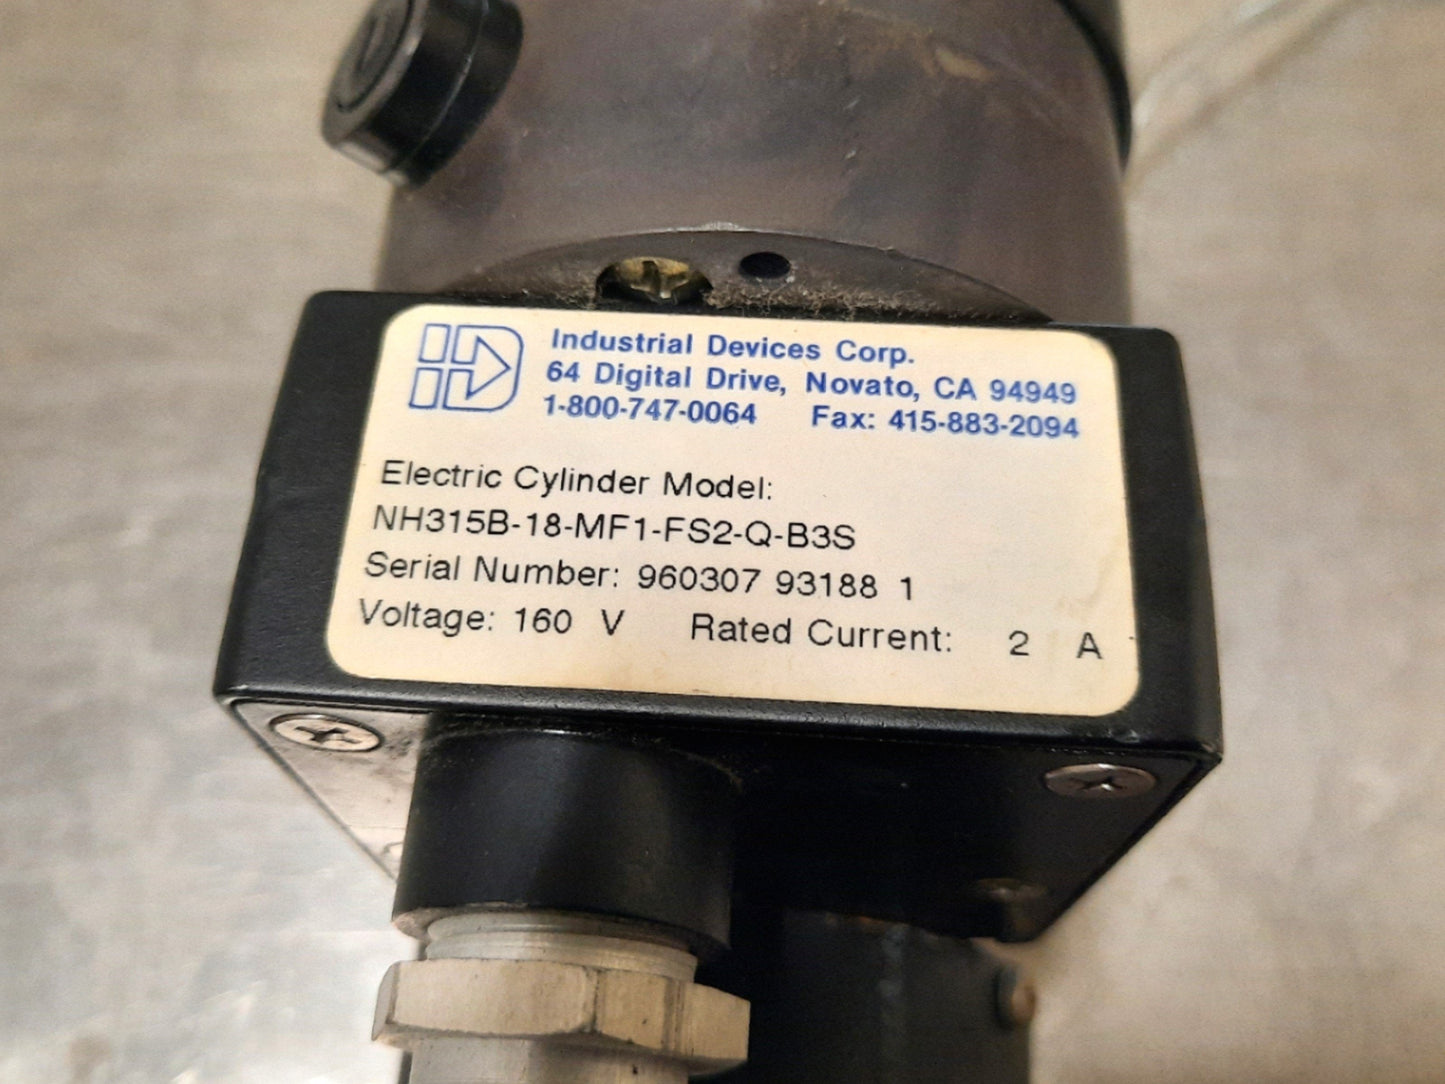 ID
Industrial Devices Corp.
64 Digital Drive, Novato, CA 94949
1-800-747-0064 Fax: 415-883-2094
Electric Cylinder Model:
NH315B-18-MF1-FS2-Q-B3S
Serial Number: 960307 93188 1
Voltage: 160 V Rated Current: 2 A